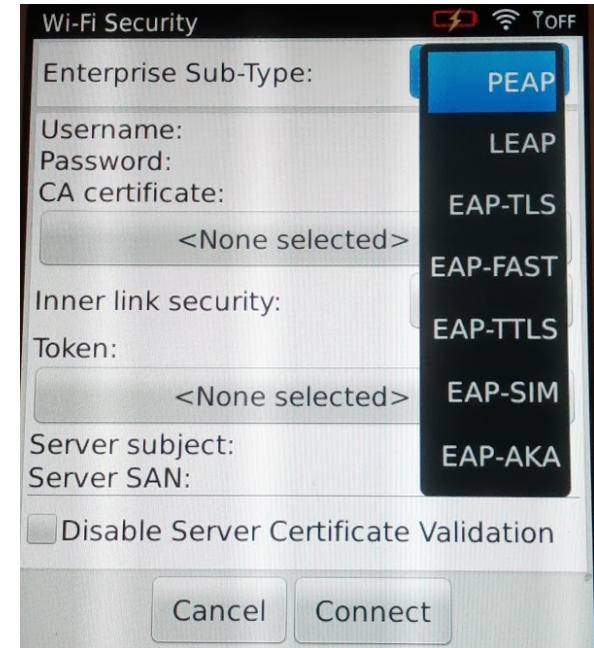 Wi-Fi Security OFF
Enterprise Sub-Type:
PEAP
LEAP
EAP-TLS
EAP-FAST
EAP-TTLS
EAP-SIM
EAP-AKA
Username:
Password:
CA certificate:
<None selected>
Inner link security:
Token:
<None selected>
Server subject:
Server SAN:
Disable Server Certificate Validation
Cancel Connect